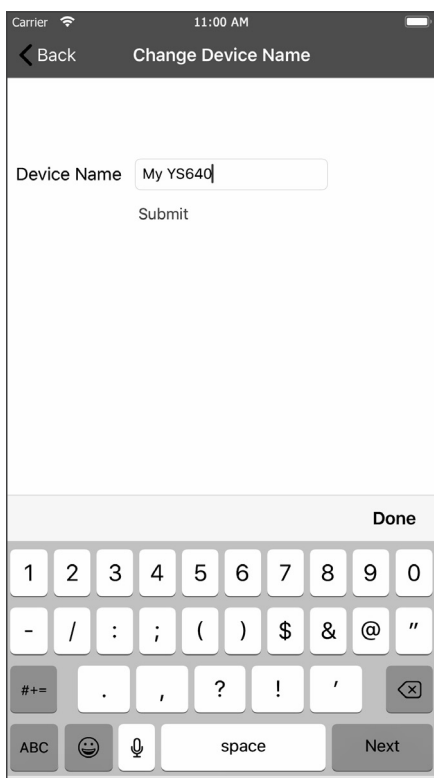 Carrier 11:00 AM
Back Change Device Name
Device Name My YS640
Submit
Done
1 2 3 4 5 6 7 8 9 0
- / : ; ( ) $ & @ "
#+= . , ? ! '
ABC space Next